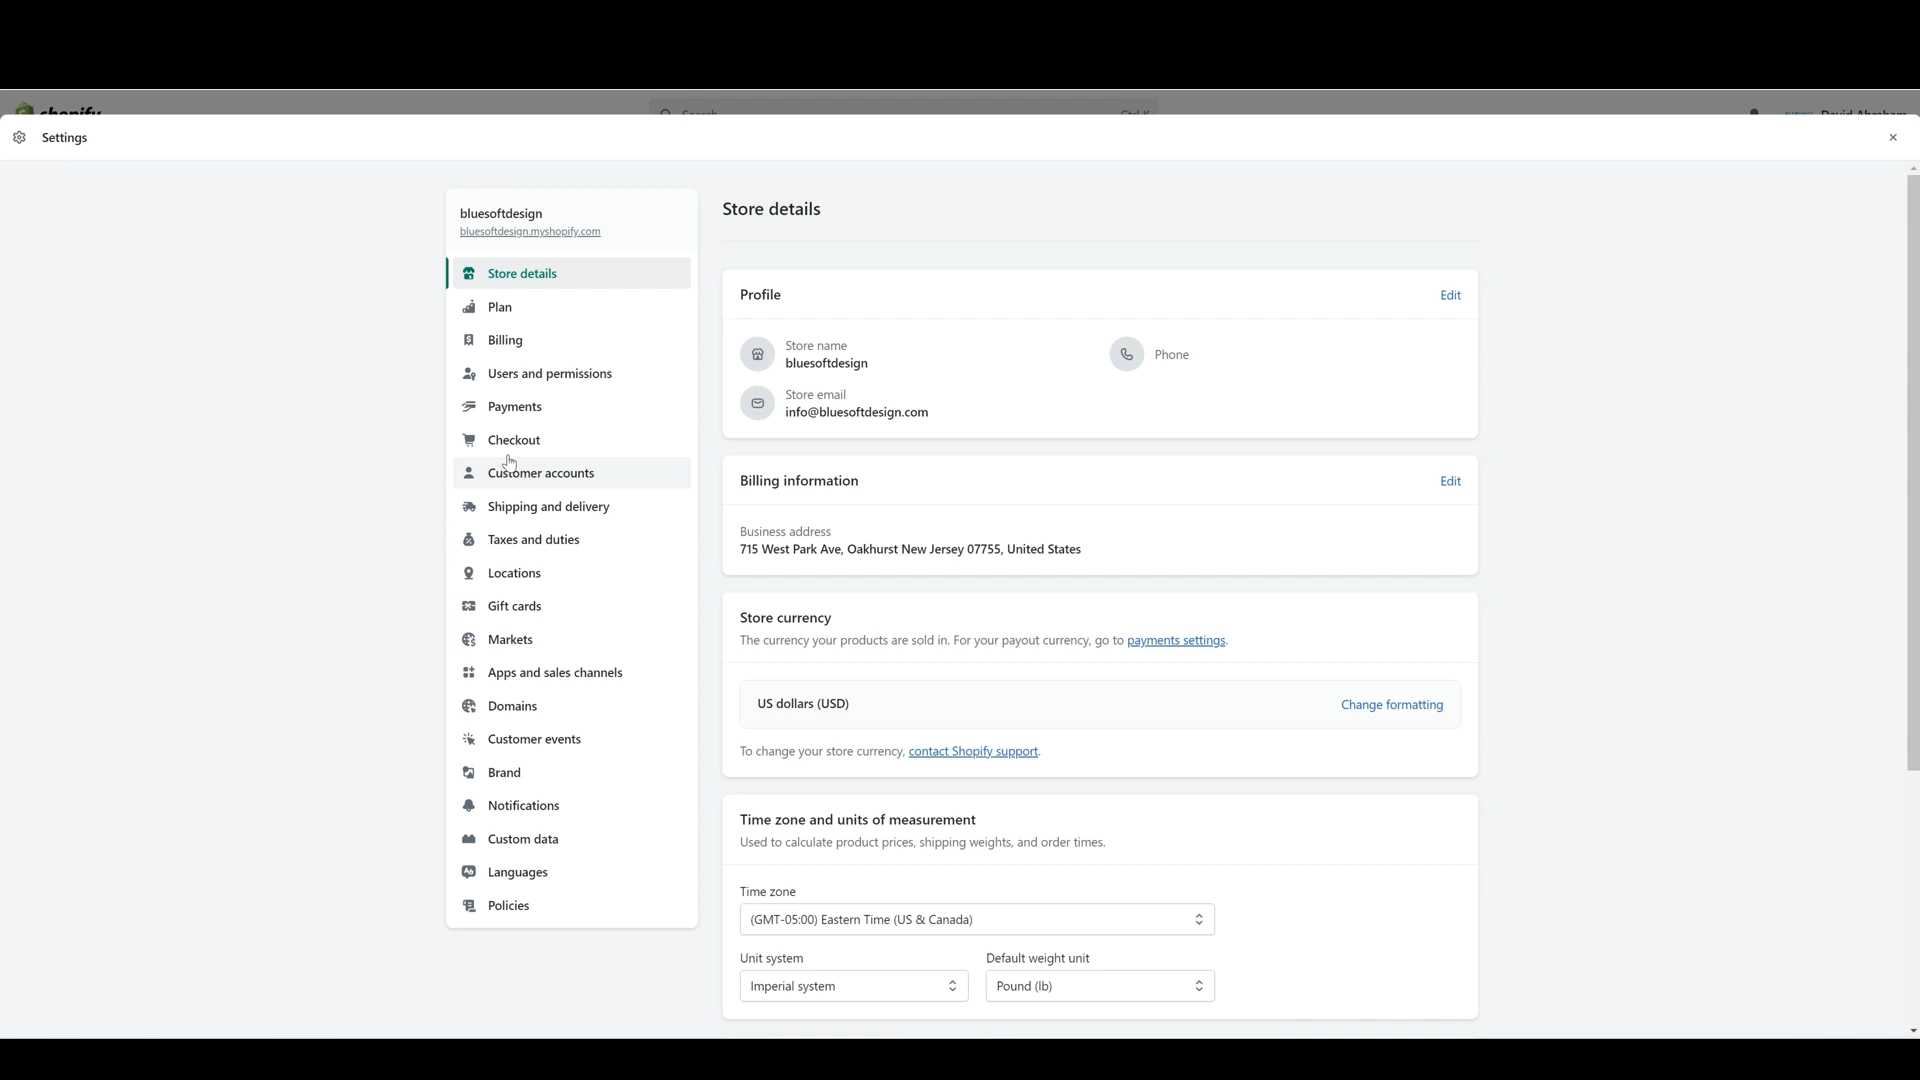 shopify
Search
Ctrl K
David Abraham
Settings
bluesoftdesign
bluesoftdesign.myshopify.com
Store details
Plan
Billing
Users and permissions
Payments
Checkout
Customer accounts
Shipping and delivery
Taxes and duties
Locations
Gift cards
Markets
Apps and sales channels
Domains
Customer events
Brand
Notifications
Custom data
Languages
Policies
Store details
Profile
Edit
Store name
bluesoftdesign
Phone
Store email
info@bluesoftdesign.com
Billing information
Edit
Business address
715 West Park Ave, Oakhurst New Jersey 07755, United States
Store currency
The currency your products are sold in. For your payout currency, go to payments settings.
US dollars (USD)
Change formatting
To change your store currency, contact Shopify support.
Time zone and units of measurement
Used to calculate product prices, shipping weights, and order times.
Time zone
(GMT-05:00) Eastern Time (US & Canada)
Unit system
Default weight unit
Imperial system
Pound (lb)